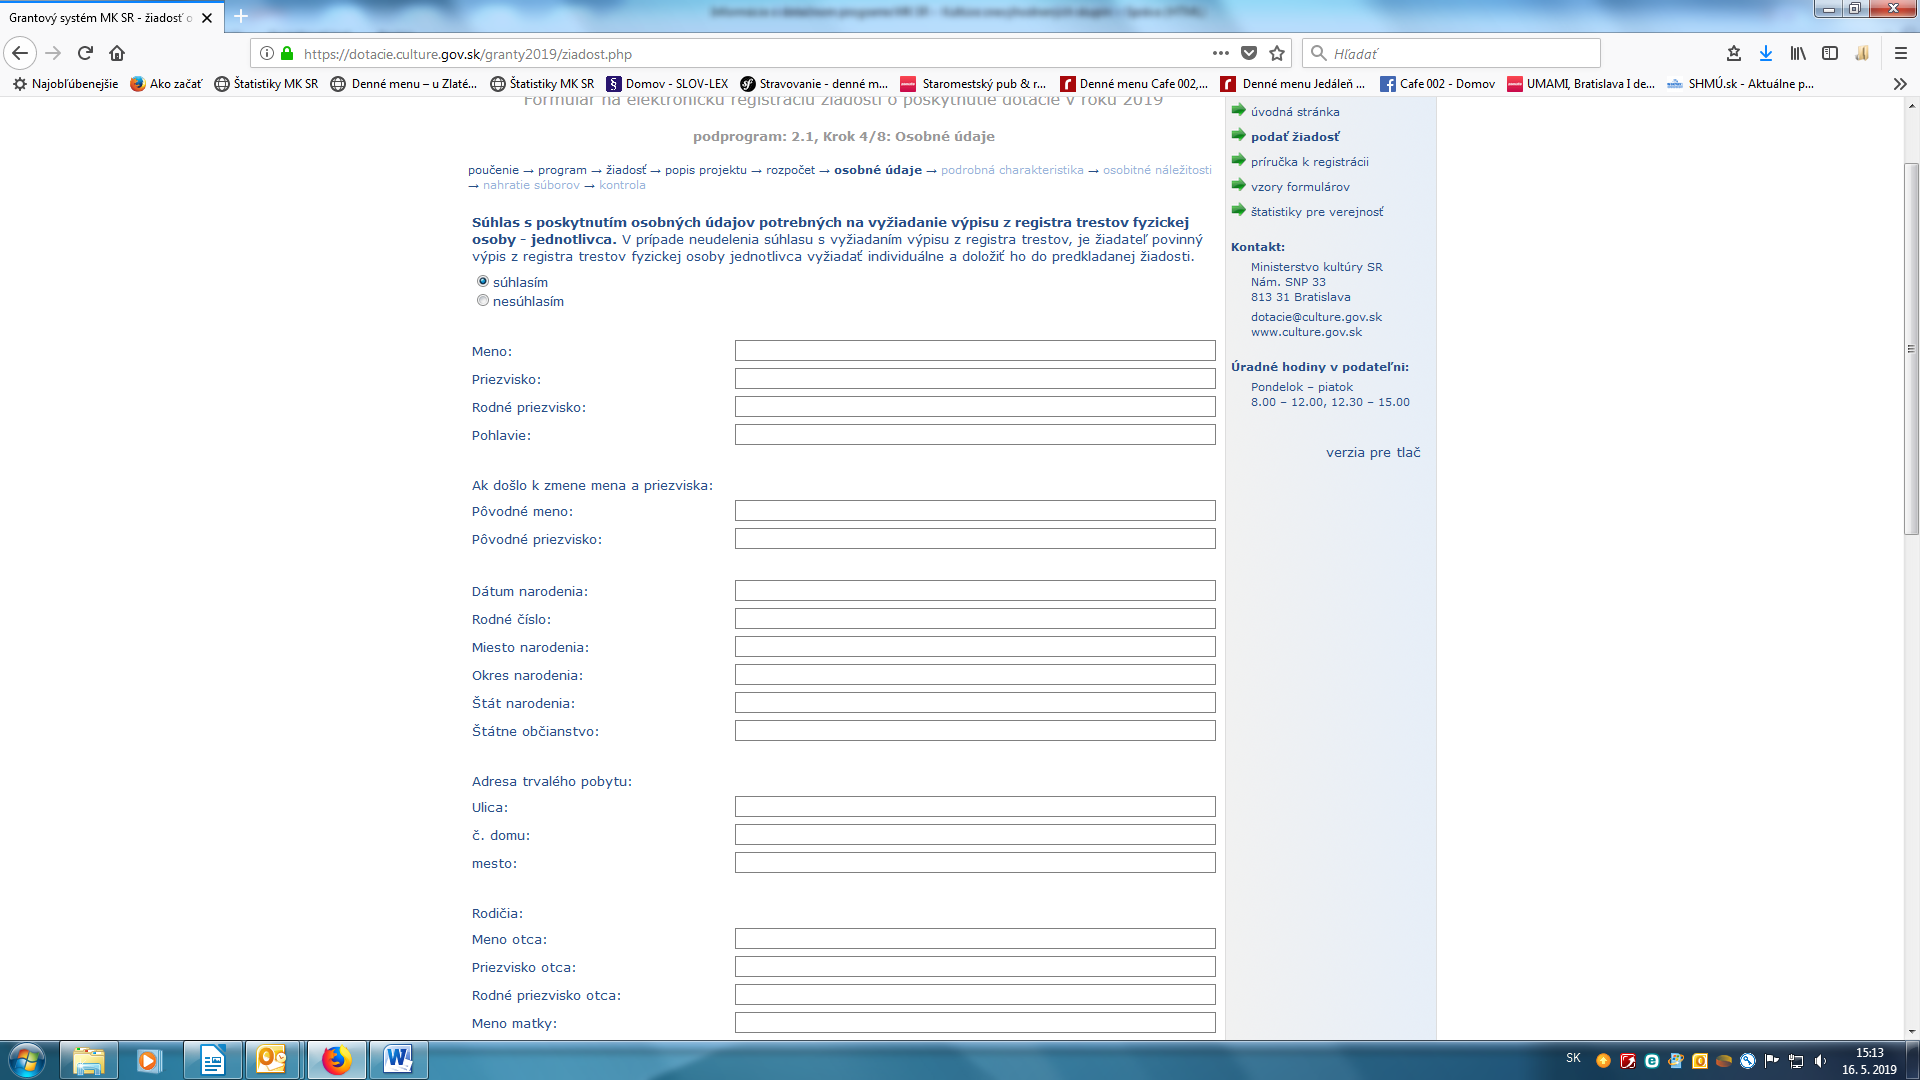 Grantový systém MK SR - žiadosť o
https://dotacie.culture.gov.sk/granty2019/ziadost.php
Hľadať
Najobľúbenejšie
Ako začať
Štatistiky MK SR
Denné menu – u Zlaté...
Štatistiky MK SR
Domov - SLOV-LEX
Stravovanie - denné m...
Staromestský pub & r...
Denné menu Cafe 002,...
Denné menu Jedáleň ...
Cafe 002 - Domov
UMAMI, Bratislava I de...
SHMÚ.sk - Aktuálne p...
Formulár na elektronickú registráciu žiadosti o poskytnutie dotácie v roku 2019
podprogram: 2.1, Krok 4/8: Osobné údaje
poučenie → program → žiadosť → popis projektu → rozpočet → osobné údaje → podrobná charakteristika → osobitné náležitosti
→ nahratie súborov → kontrola
Súhlas s poskytnutím osobných údajov potrebných na vyžiadanie výpisu z registra trestov fyzickej
osoby - jednotlivca. V prípade neudelenia súhlasu s vyžiadaním výpisu z registra trestov, je žiadateľ povinný
výpis z registra trestov fyzickej osoby jednotlivca vyžiadať individuálne a doložiť ho do predkladanej žiadosti.
súhlasím
nesúhlasím
Meno:
Priezvisko:
Rodné priezvisko:
Pohlavie:
Ak došlo k zmene mena a priezviska:
Pôvodné meno:
Pôvodné priezvisko:
Dátum narodenia:
Rodné číslo:
Miesto narodenia:
Okres narodenia:
Štát narodenia:
Štátne občianstvo:
Adresa trvalého pobytu:
Ulica:
č. domu:
mesto:
Rodičia:
Meno otca:
Priezvisko otca:
Rodné priezvisko otca:
Meno matky:
úvodná stránka
podať žiadosť
príručka k registrácii
vzory formulárov
štatistiky pre verejnosť
Kontakt:
Ministerstvo kultúry SR
Nám. SNP 33
813 31 Bratislava
dotacie@culture.gov.sk
www.culture.gov.sk
Úradné hodiny v podateľni:
Pondelok – piatok
8.00 – 12.00, 12.30 – 15.00
verzia pre tlač
SK
15:13
16. 5. 2019